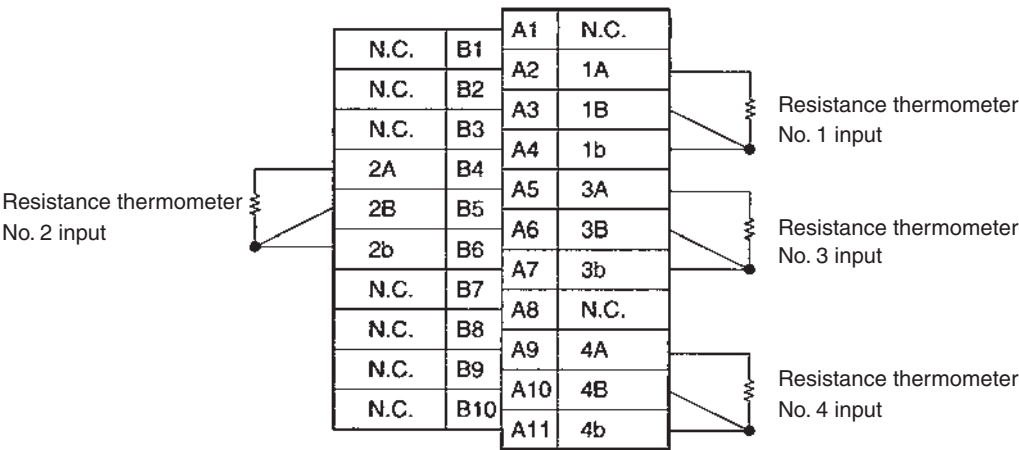 A1 N.C.
N.C. B1
A2 1A
N.C. B2
A3 1B
Resistance thermometer
No. 1 input
N.C. B3
A4 1b
2A B4
A5 3A
Resistance thermometer
No. 2 input
2B B5
A6 3B
Resistance thermometer
No. 3 input
2b B6
A7 3b
N.C. B7
A8 N.C.
N.C. B8
A9 4A
N.C. B9
A10 4B
Resistance thermometer
No. 4 input
N.C. B10
A11 4b